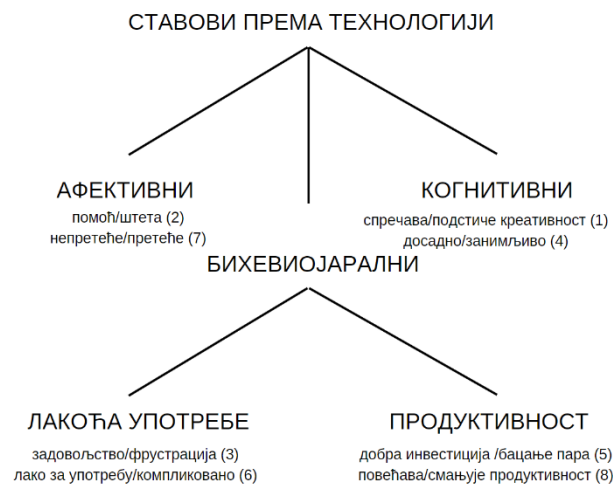 СТАВОВИ ПРЕМА ТЕХНОЛОГИЈИ
АФЕКТИВНИ
помоћ/штета (2)
непретеће/претеће (7)
КОГНИТИВНИ
спречава/подстиче креативност (1)
досадно/занимљиво (4)
БИХЕВИОЈАРАЛНИ
ЛАКОЋА УПОТРЕБЕ
задовољство/фрустрација (3)
лако за употребу/компликовано (6)
ПРОДУКТИВНОСТ
добра инвестиција /бацање пара (5)
повећава/смањује продуктивност (8)